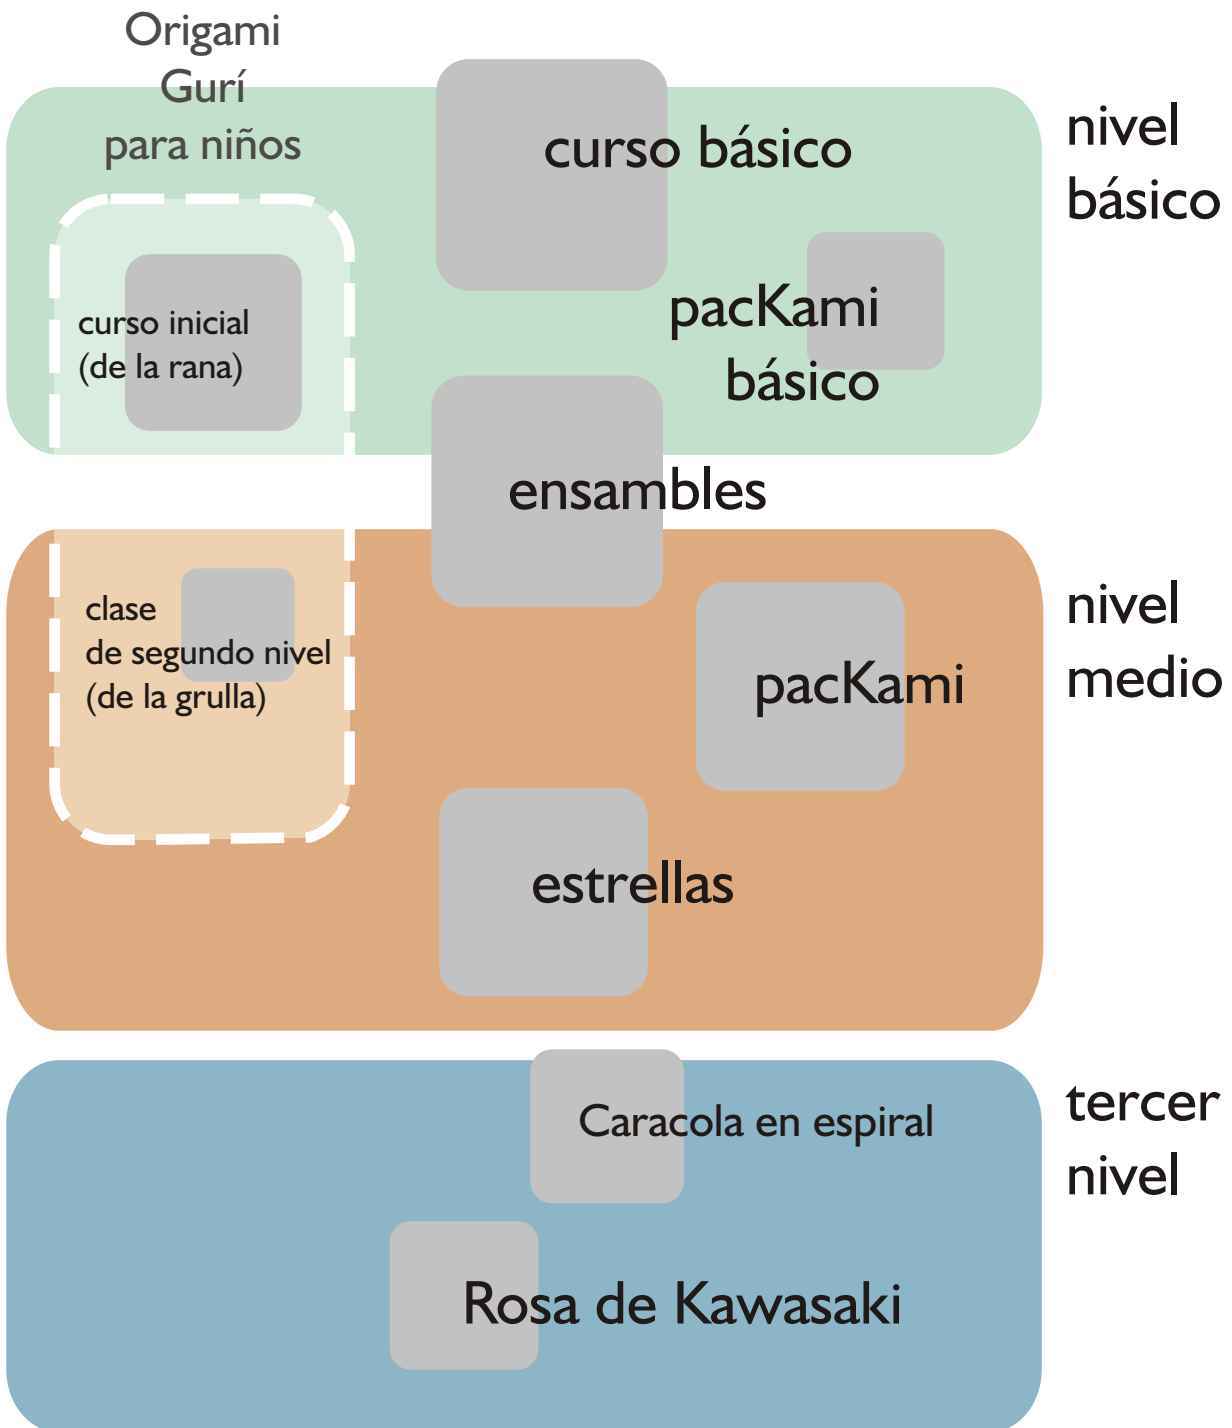 Origami
Gurí
para niños
curso básico
nivel
básico
curso inicial
(de la rana)
pacKami
básico
ensambles
clase
de segundo nivel
(de la grulla)
pacKami
nivel
medio
estrellas
Caracola en espiral
tercer
nivel
Rosa de Kawasaki